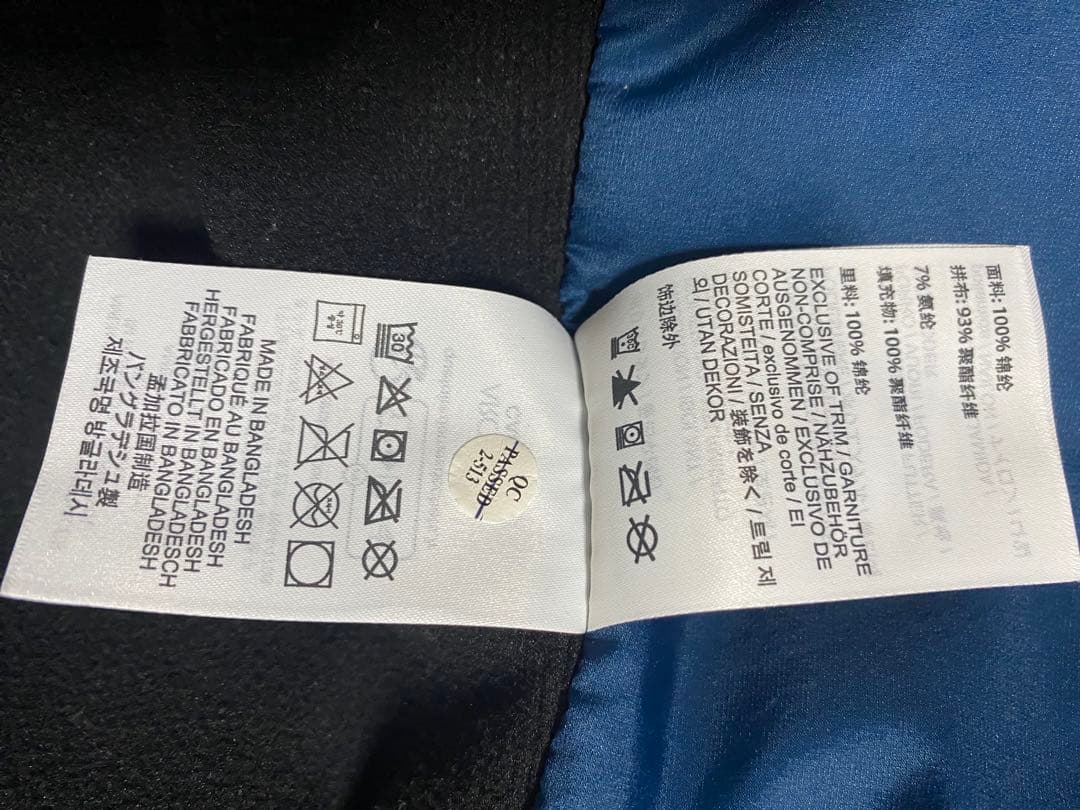 面料: 100% 锦纶
拼布: 93% 聚酯纤维
7% 氨纶
填充物: 100% 聚酯纤维
里料: 100% 锦纶
EXCLUSIVE OF TRIM / GARNITURE
NON-COMPRISE / NÄHZUBEHÖR
AUSGENOMMEN / EXCLUSIVO DE
CORTE / exclusivo de corte / EI
SOMISTEITA / SENZA
DECORAZIONI / 装飾を除く / 트림 제
외 / UTAN DEKOR
饰边除外
30
QC
PASSED
2-513
30
MADE IN BANGLADESH
FABRIQUÉ AU BANGLADESH
FABRICADO EN BANGLADESH
HERGESTELLT IN BANGLADESCH
FABBRICATO IN BANGLADESH
孟加拉国制造
バングラデシュ製
제조국명 방글라데시